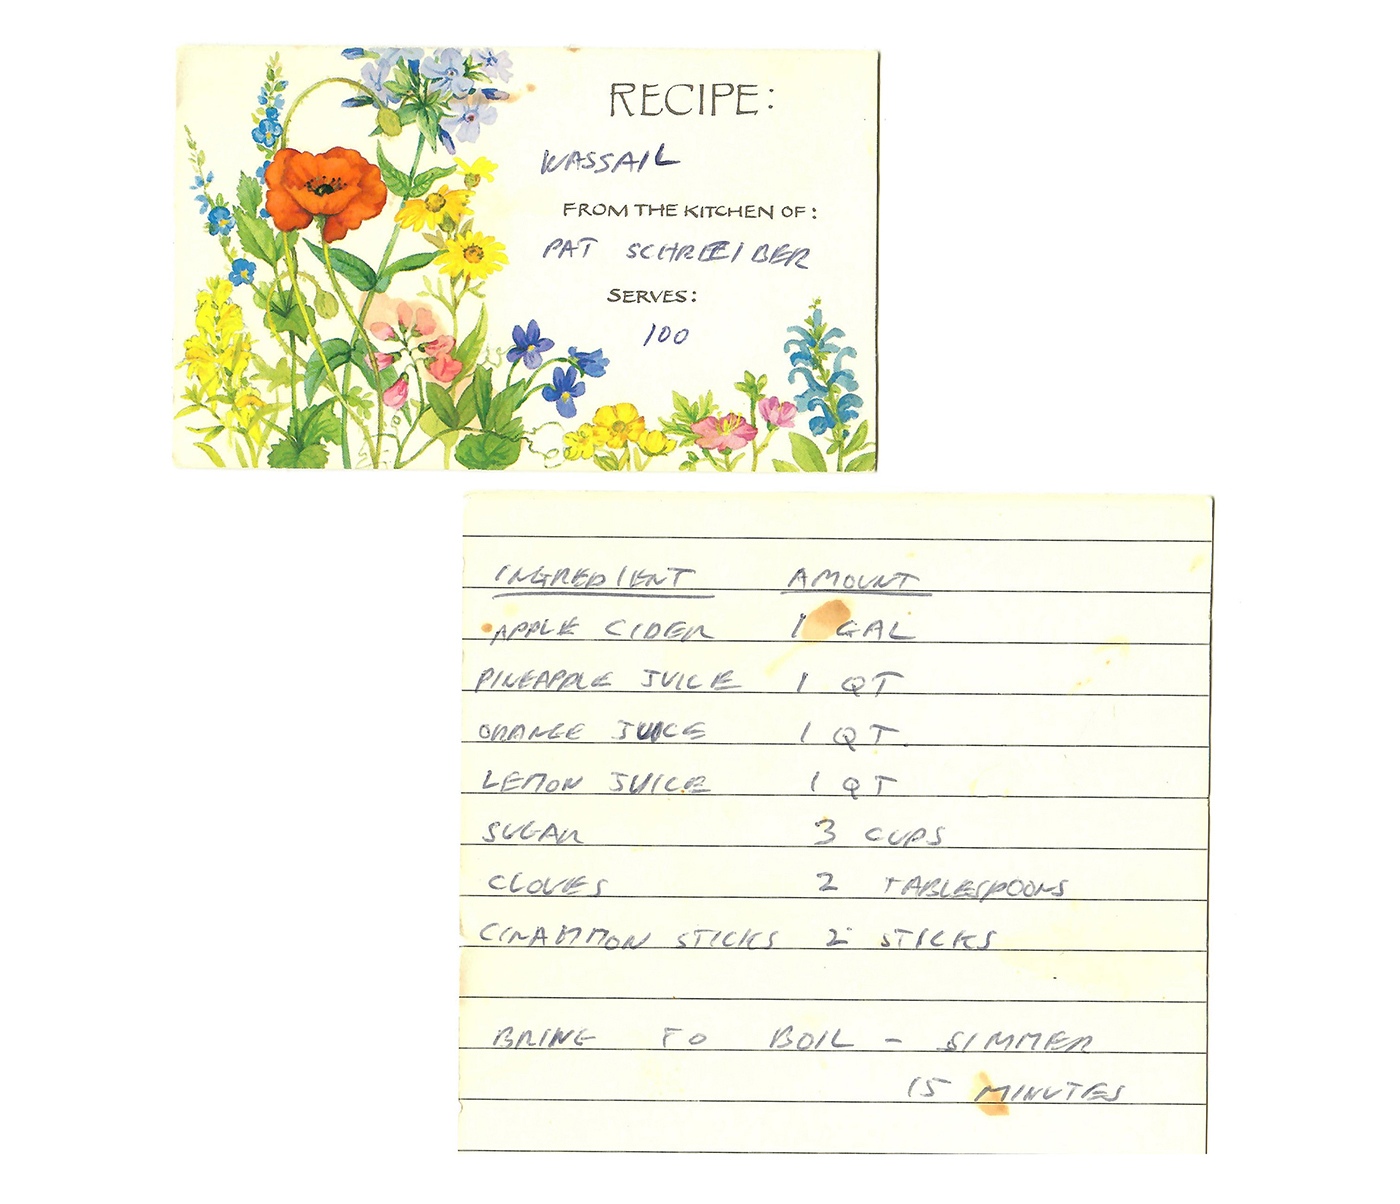 RECIPE:
WASSAIL
FROM THE KITCHEN OF:
PAT SCHREIBER
SERVES:
100
INGREDIENT AMOUNT
APPLE CIDER 1 GAL
PINEAPPLE JUICE 1 QT
ORANGE JUICE 1 QT.
LEMON JUICE 1 QT
SUGAR 3 CUPS
CLOVES 2 TABLESPOONS
CINAMMON STICKS 2 STICKS
BRING TO BOIL - SIMMER
15 MINUTES